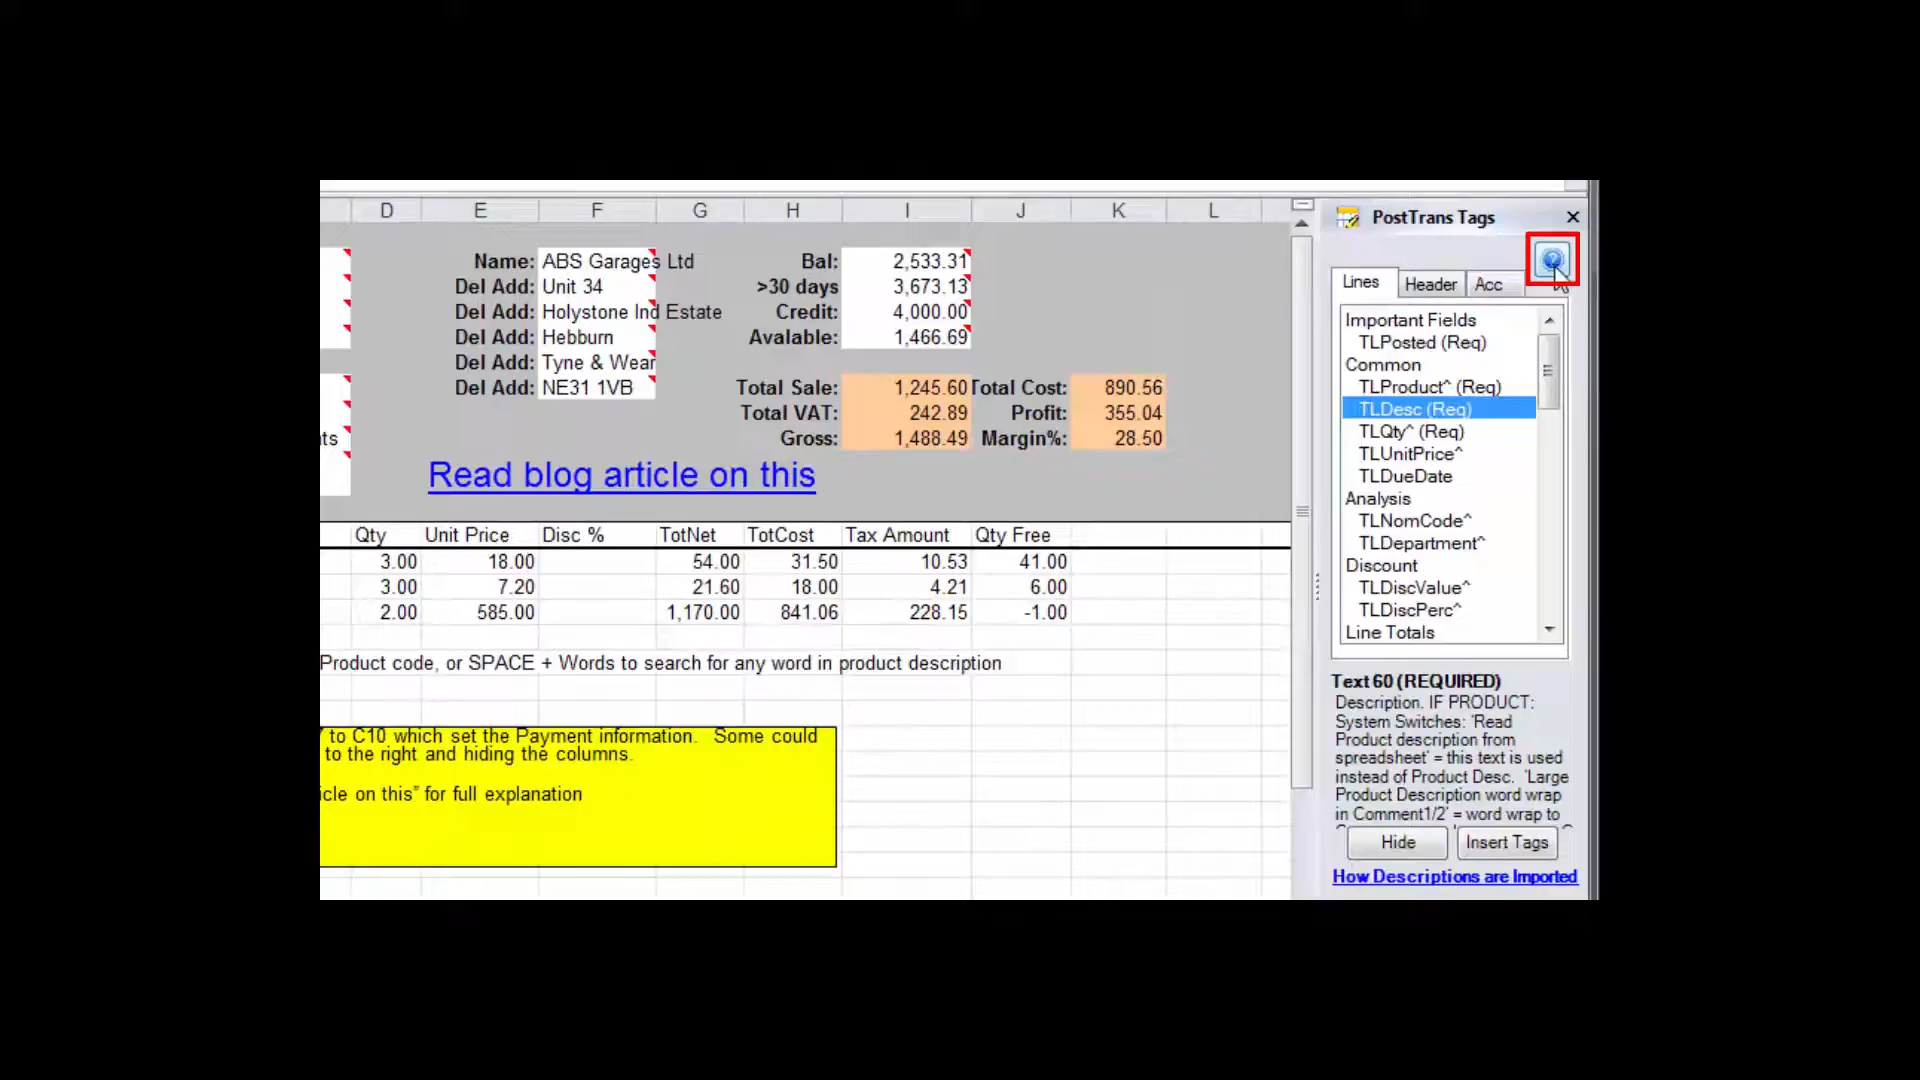 D E F G H I J K L
PostTrans Tags
Lines Header Acc
Name: ABS Garages Ltd Bal: 2,533.31
Del Add: Unit 34 >30 days 3,673.13
Del Add: Holystone Ind Estate Credit: 4,000.00
Del Add: Hebburn Avalable: 1,466.69
Del Add: Tyne & Wear
Del Add: NE31 1VB Total Sale: 1,245.60 Total Cost: 890.56
Total VAT: 242.89 Profit: 355.04
nts Gross: 1,488.49 Margin%: 28.50
Read blog article on this
Qty Unit Price Disc % TotNet TotCost Tax Amount Qty Free
3.00 18.00 54.00 31.50 10.53 41.00
3.00 7.20 21.60 18.00 4.21 6.00
2.00 585.00 1,170.00 841.06 228.15 -1.00
Product code, or SPACE + Words to search for any word in product description
to C10 which set the Payment information. Some could
to the right and hiding the columns.
icle on this" for full explanation
Important Fields
TLPosted (Req)
Common
TLProduct^ (Req)
TLDesc (Req)
TLQty^ (Req)
TLUnitPrice^
TLDueDate
Analysis
TLNomCode^
TLDepartment^
Discount
TLDiscValue^
TLDiscPerc^
Line Totals
Text 60 (REQUIRED)
Description. IF PRODUCT:
System Switches: 'Read
Product description from
spreadsheet' = this text is used
instead of Product Desc. 'Large
Product Description word wrap
in Comment1/2' = word wrap to
Hide Insert Tags
How Descriptions are Imported